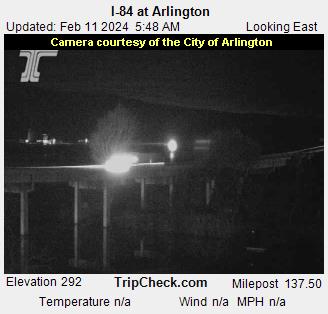 I-84 at Arlington
Updated: Feb 11 2024 5:48 AM Looking East
Camera courtesy of the City of Arlington
Elevation 292 TripCheck.com Milepost 137.50
Temperature n/a Wind n/a MPH n/a